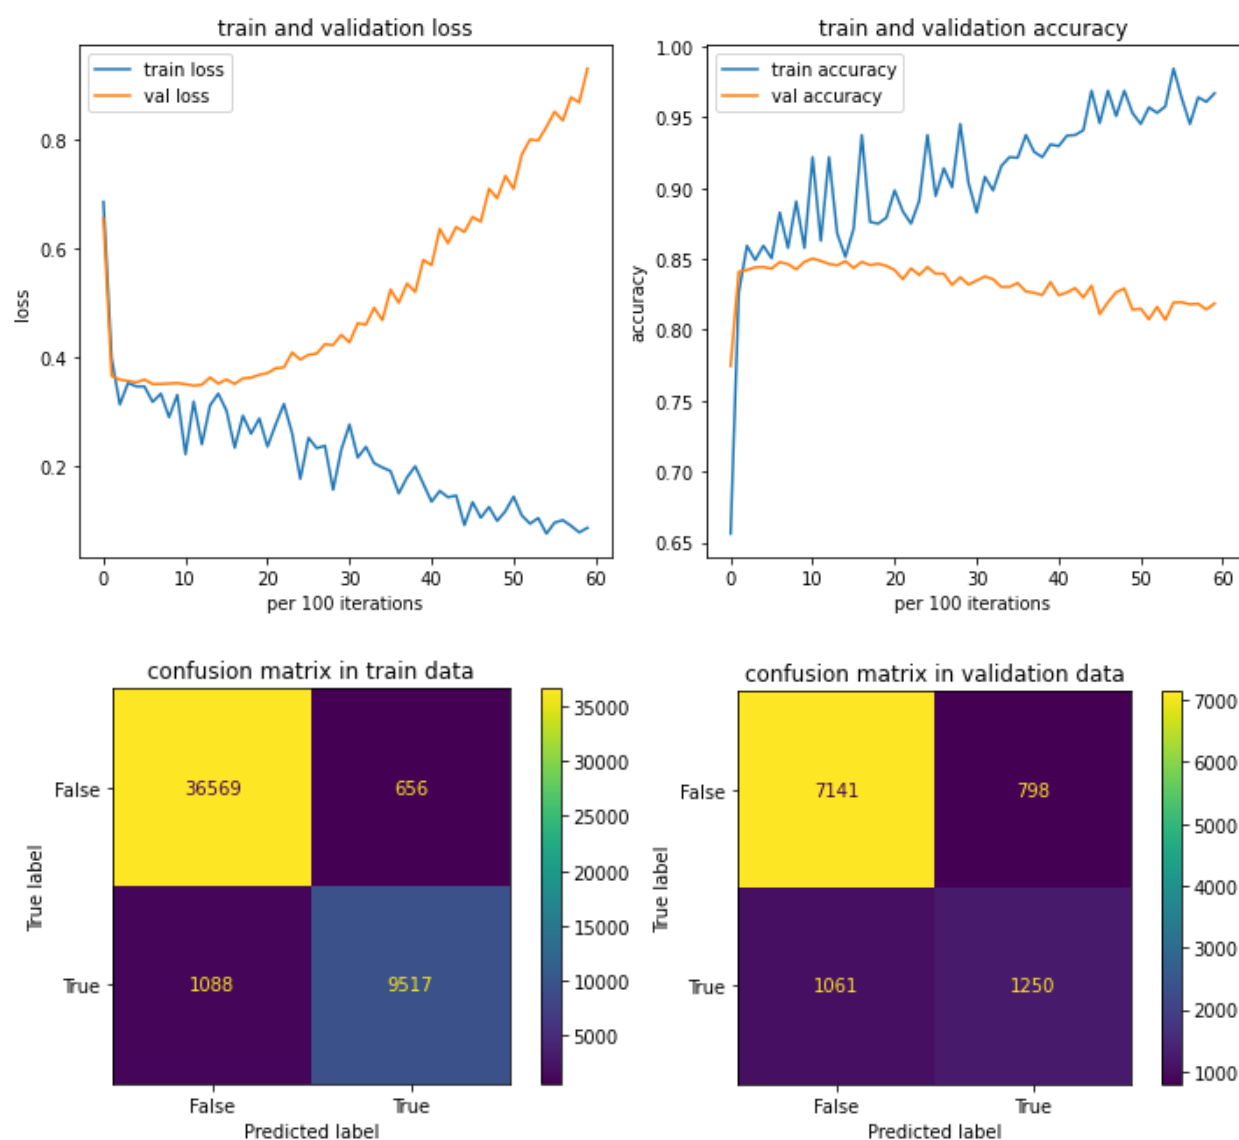 train and validation loss
train loss
val loss
0.8
0.6
0.4
0.2
loss
0 10 20 30 40 50 60
per 100 iterations
train and validation accuracy
train accuracy
val accuracy
1.00
0.95
0.90
0.85
0.80
0.75
0.70
0.65
accuracy
0 10 20 30 40 50 60
per 100 iterations
confusion matrix in train data
False 36569 656
True 1088 9517
True label
False True
Predicted label
35000
30000
25000
20000
15000
10000
5000
confusion matrix in validation data
False 7141 798
True 1061 1250
True label
False True
Predicted label
7000
6000
5000
4000
3000
2000
1000